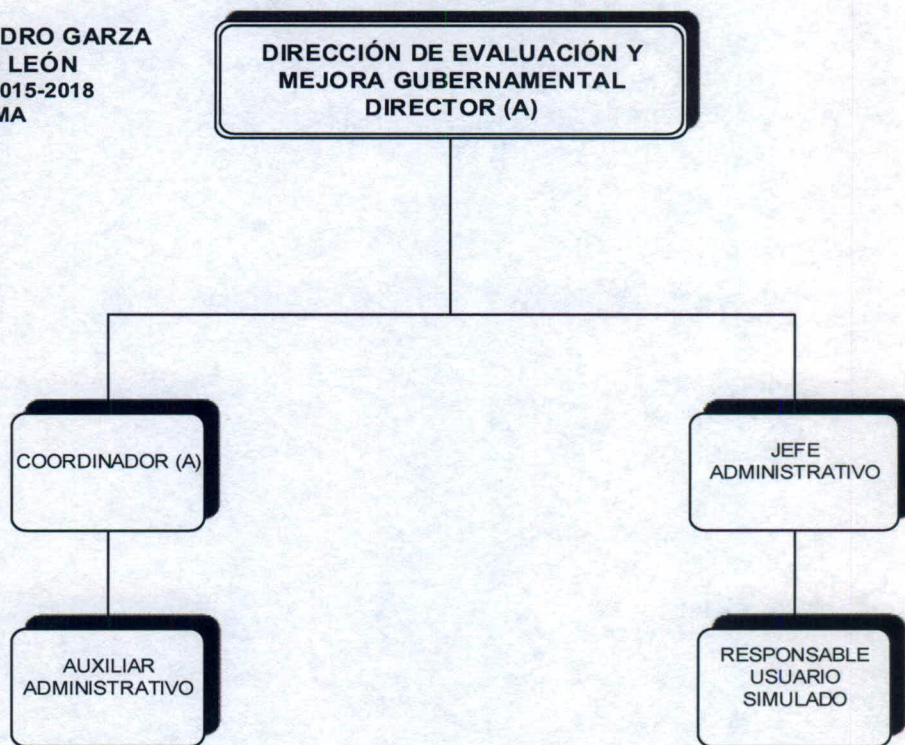 DRO GARZA
LEÓN
015-2018
MA
DIRECCIÓN DE EVALUACIÓN Y
MEJORA GUBERNAMENTAL
DIRECTOR (A)
COORDINADOR (A)
JEFE
ADMINISTRATIVO
AUXILIAR
ADMINISTRATIVO
RESPONSABLE
USUARIO
SIMULADO